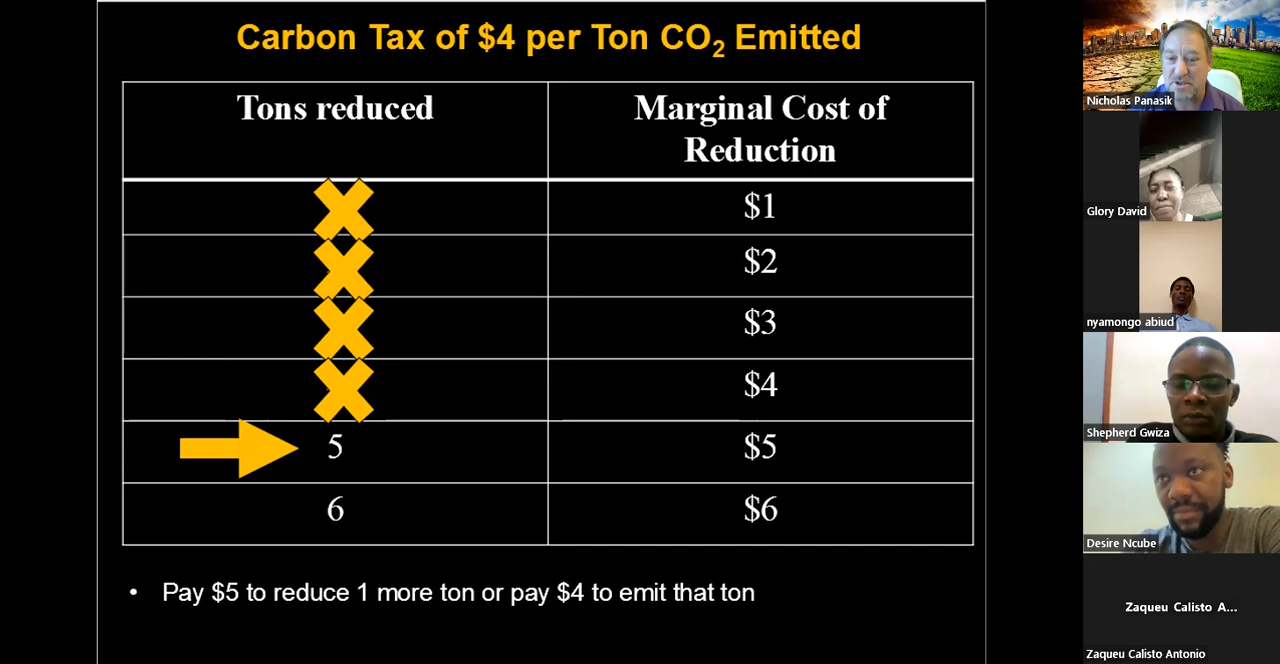 Carbon Tax of $4 per Ton CO₂ Emitted
Tons reduced
Marginal Cost of
Reduction
$1
$2
$3
$4
5
$5
6
$6
• Pay $5 to reduce 1 more ton or pay $4 to emit that ton
Nicholas Panasik
Glory David
nyamongo abiud
Shepherd Gwiza
Desire Ncube
Zaqueu Calisto A...
Zaqueu Calisto Antonio